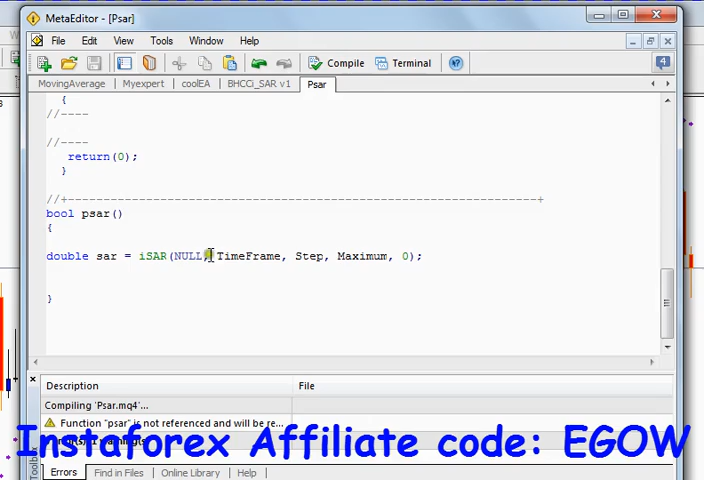 MetaEditor - [Psar]
File Edit View Tools Window Help
Compile Terminal 4
MovingAverage Myexpert coolEA BHCCi_SAR v1 Psar
{
//----
//----
return(0);
}
//+------------------------------------------------------------------+
bool psar()
{
double sar = iSAR(NULL, TimeFrame, Step, Maximum, 0);
}
Description File
Compiling 'Psar.mq4'...
Function "psar" is not referenced and will be re...
Instaforex Affiliate code: EGOW
Toolb
Errors Find in Files Online Library Help